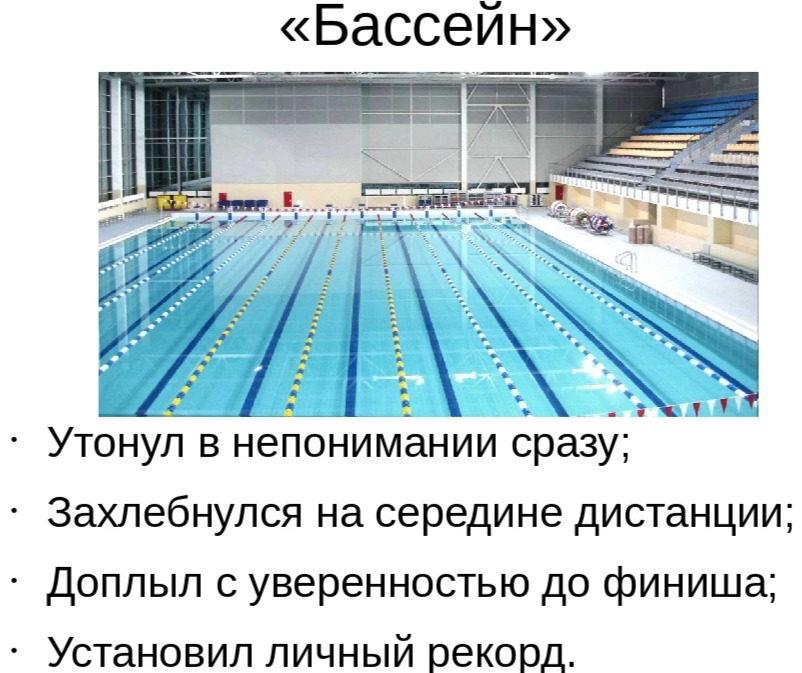 «Бассейн»
· Утонул в непонимании сразу;
· Захлебнулся на середине дистанции;
· Доплыл с уверенностью до финиша;
· Установил личный рекорд.